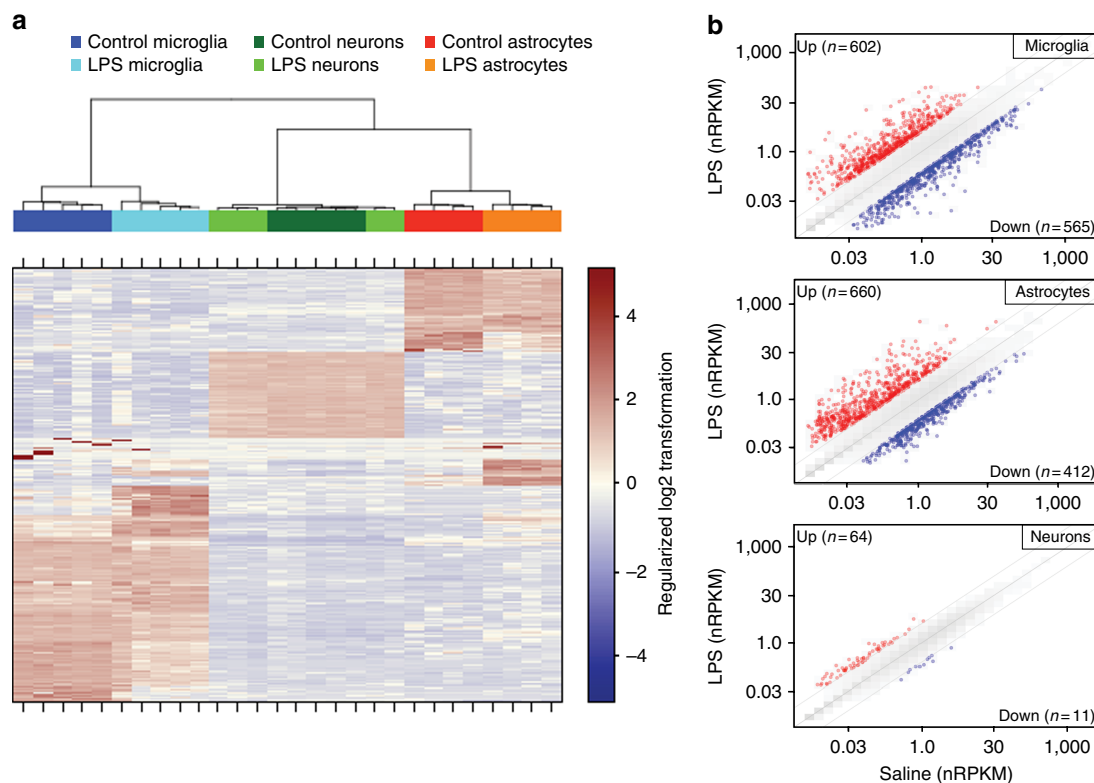 a
Control microglia
Control neurons
Control astrocytes
LPS microglia
LPS neurons
LPS astrocytes
4
2
0
−2
−4
Regularized log2 transformation
b
Up (n=602)
Microglia
Down (n=565)
1,000
30
1.0
0.03
LPS (nRPKM)
0.03
1.0
30
1,000
Up (n=660)
Astrocytes
Down (n=412)
1,000
30
1.0
0.03
LPS (nRPKM)
0.03
1.0
30
1,000
Up (n=64)
Neurons
Down (n=11)
1,000
30
1.0
0.03
LPS (nRPKM)
0.03
1.0
30
1,000
Saline (nRPKM)